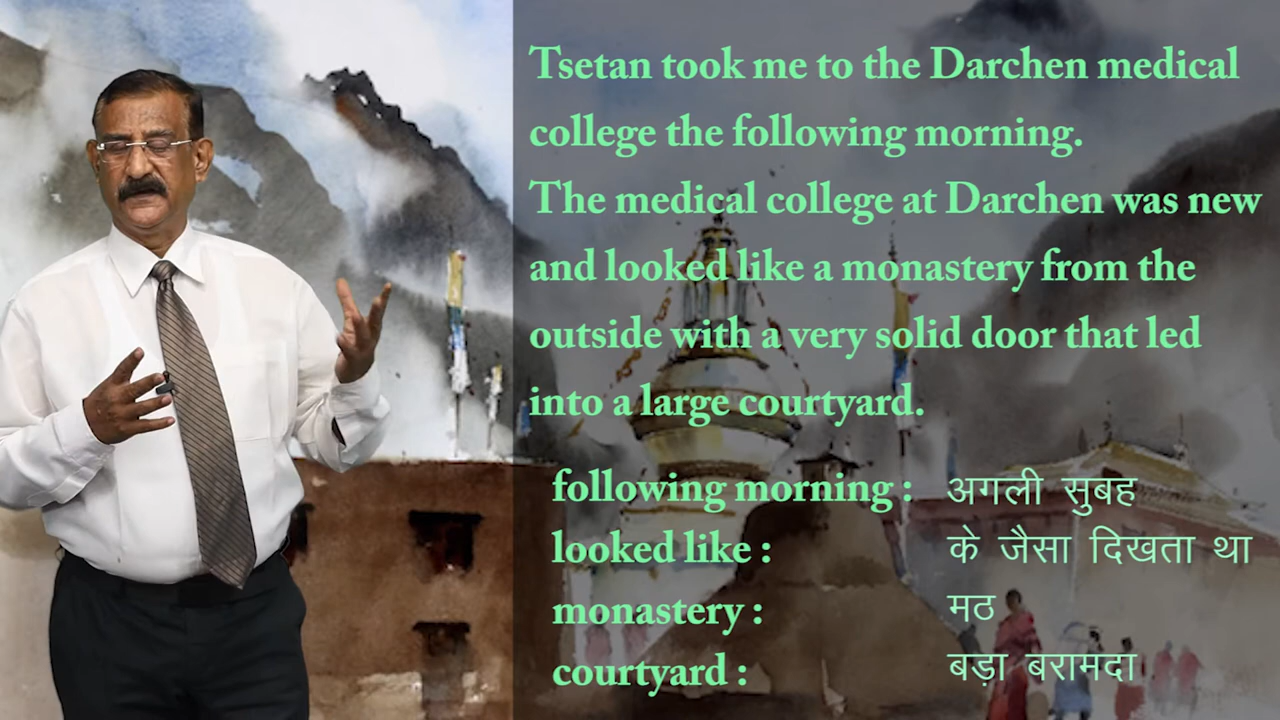 Tsetan took me to the Darchen medical
college the following morning.
The medical college at Darchen was new
and looked like a monastery from the
outside with a very solid door that led
into a large courtyard.
following morning : अगली सुबह
looked like : के जैसा दिखता था
monastery : मठ
courtyard : बड़ा बरामदा